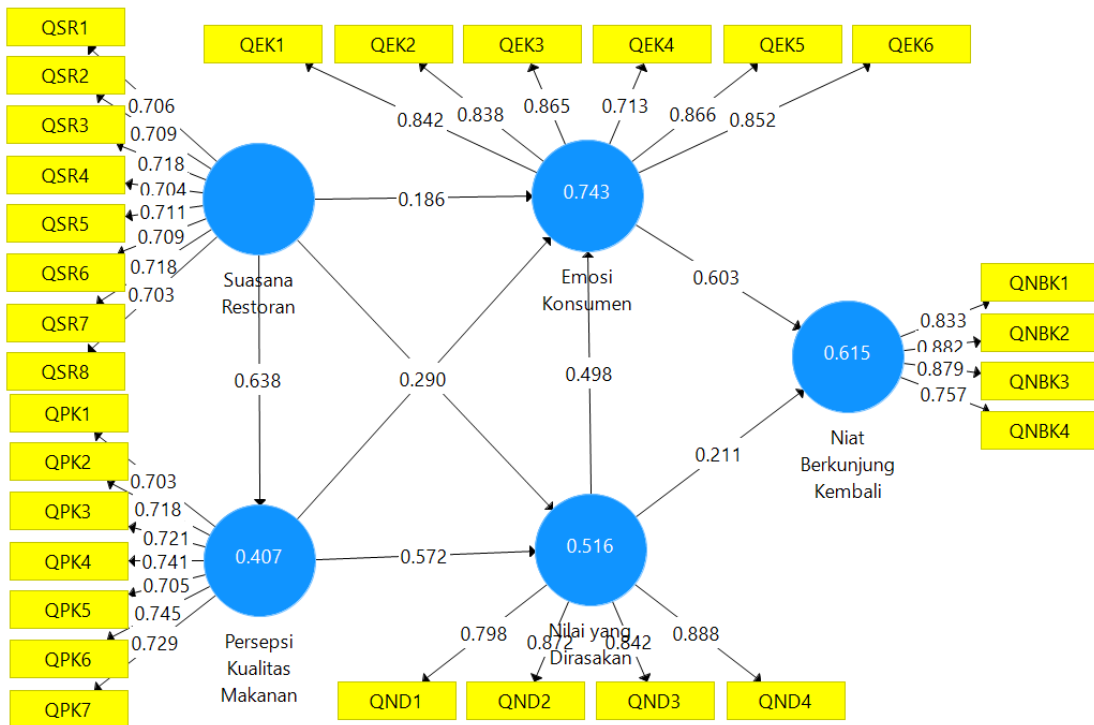 QSR1
QSR2
QSR3
QSR4
QSR5
QSR6
QSR7
QSR8
0.706
0.709
0.718
0.704
0.711
0.709
0.718
0.703
QEK1 QEK2 QEK3 QEK4 QEK5 QEK6
0.842 0.838 0.865 0.713 0.866 0.852
Suasana
Restoran
0.186
0.743
Emosi
Konsumen
0.603
0.638
0.290
0.498
0.615
Niat
Berkunjung
Kembali
QNBK1
QNBK2
QNBK3
QNBK4
0.833
0.882
0.879
0.757
0.211
QPK1
QPK2
QPK3
QPK4
QPK5
QPK6
QPK7
0.703
0.718
0.721
0.741
0.705
0.745
0.729
0.407
Persepsi
Kualitas
Makanan
0.572
0.516
Nilai yang
Dirasakan
0.798 0.872 0.842 0.888
QND1 QND2 QND3 QND4